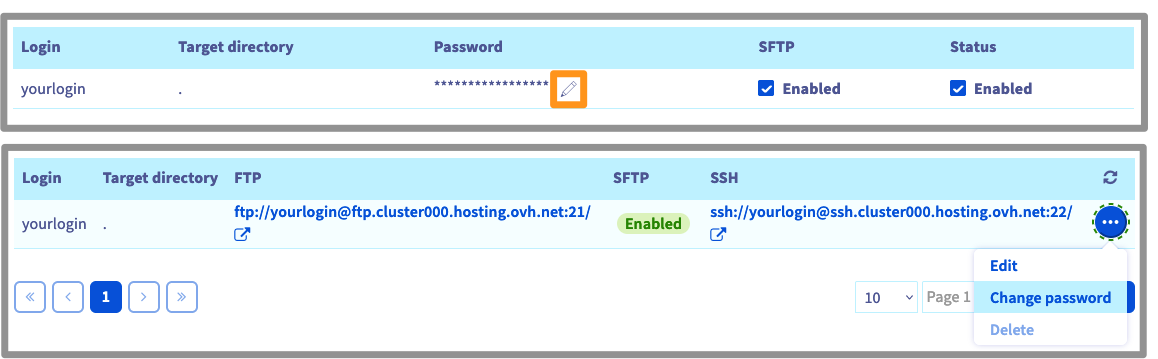 Login Target directory Password SFTP Status
yourlogin . ***************** Enabled Enabled
Login Target directory FTP SFTP SSH
yourlogin . ftp://yourlogin@ftp.cluster000.hosting.ovh.net:21/ Enabled ssh://yourlogin@ssh.cluster000.hosting.ovh.net:22/
Edit
« ‹ 1 › » 10 Page 1 Change password
Delete